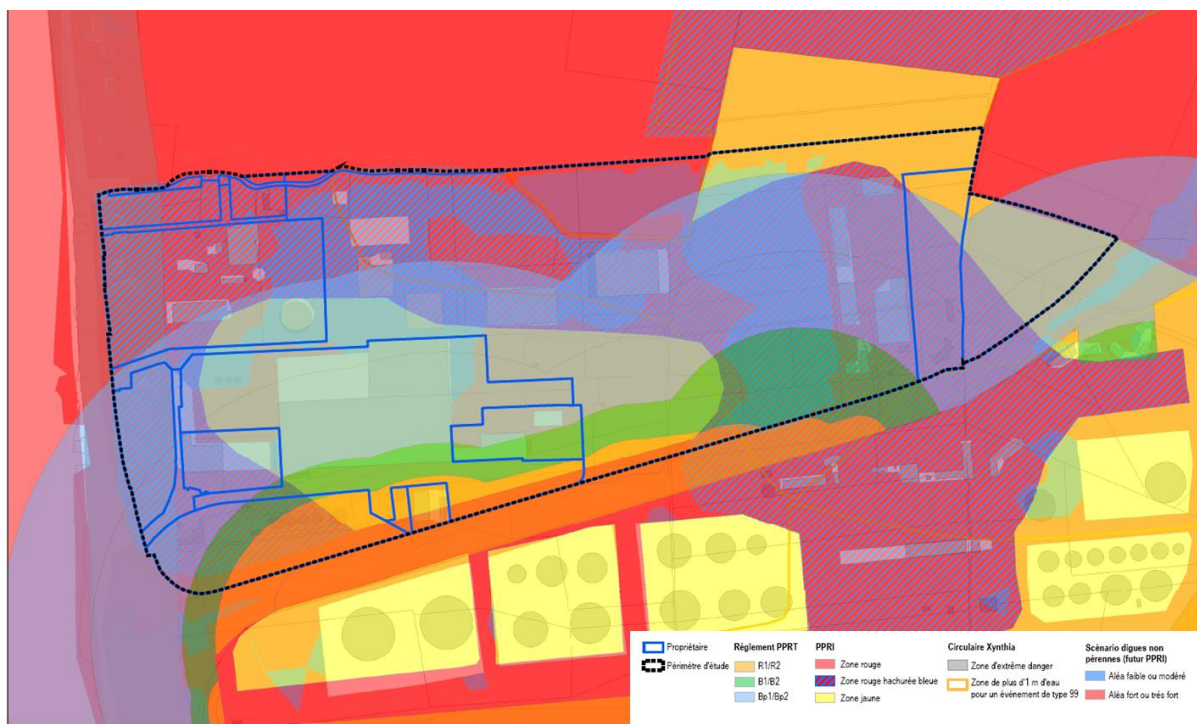 Propriétaire
Périmètre d'étude
Règlement PPRT
R1/R2
B1/B2
Bp1/Bp2
PPRI
Zone rouge
Zone rouge hachurée bleue
Zone jaune
Circulaire Xynthia
Zone d'extrême danger
Zone de plus d'1 m d'eau
pour un événement de type 99
Scénario digues non
pérennes (futur PPRI)
Aléa faible ou modéré
Aléa fort ou très fort